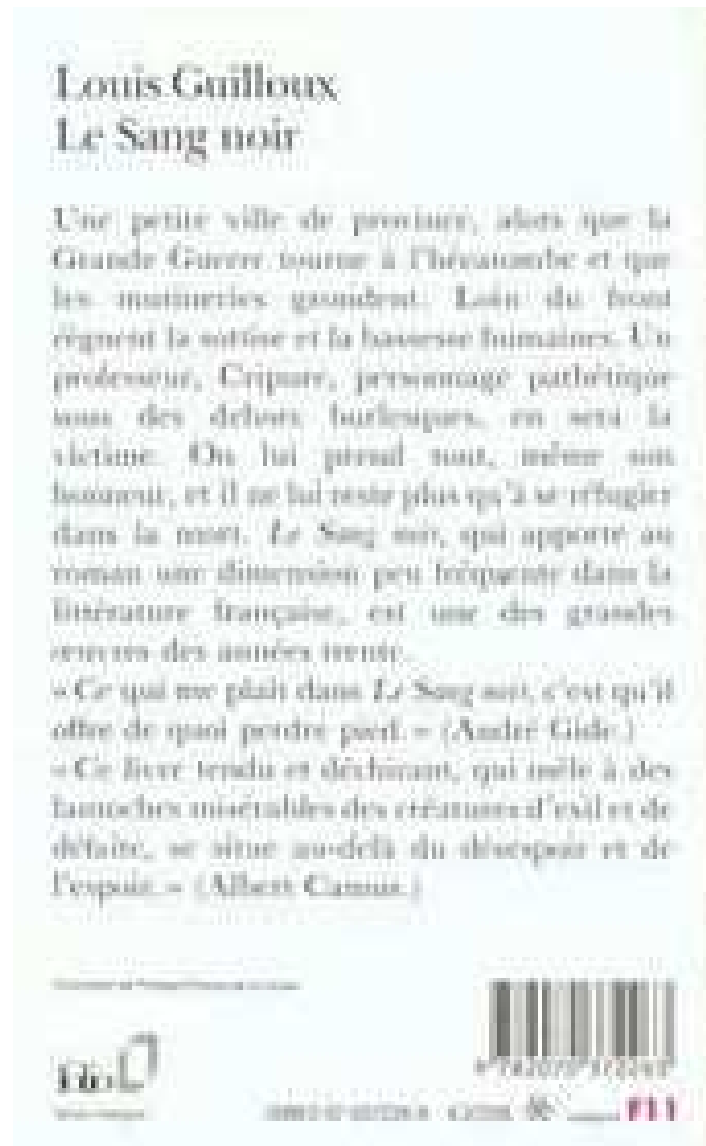 Louis Guilloux
Le Sang noir
Une petite ville de province, alors que la
Grande Guerre tourne à l'hécatombe et que
les mutineries grondent. Loin du front
règnent la sottise et la bassesse humaines. Un
professeur, Cripure, personnage pathétique
sous des dehors burlesques, en sera la
victime. On lui prend tout, même son
honneur, et il ne lui reste plus qu'à se réfugier
dans la mort. Le Sang noir, qui apporte au
roman une dimension peu fréquente dans la
littérature française, est une des grandes
œuvres des années trente.
« Ce qui me plaît dans Le Sang noir, c'est qu'il
offre de quoi perdre pied. » (André Gide.)
« Ce livre tendu et déchirant, qui mêle à des
fantoches misérables des créatures d'exil et de
défaite, se situe au-delà du désespoir et de
l'espoir. » (Albert Camus.)
folio
F11